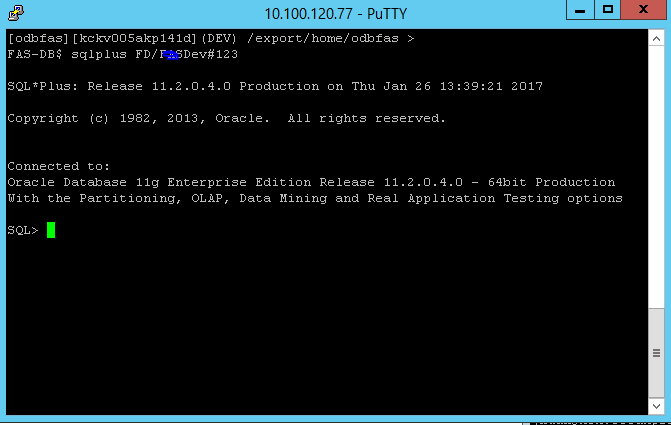 10.100.120.77 - PuTTY
[odbfas][kckv005akp141d](DEV) /export/home/odbfas >
FAS-DB$ sqlplus
SQL*Plus: Release 11.2.0.4.0 Production on Thu Jan 26 13:39:21 2017
Copyright (c) 1982, 2013, Oracle.  All rights reserved.
Connected to:
Oracle Database 11g Enterprise Edition Release 11.2.0.4.0 - 64bit Production
With the Partitioning, OLAP, Data Mining and Real Application Testing options
SQL>